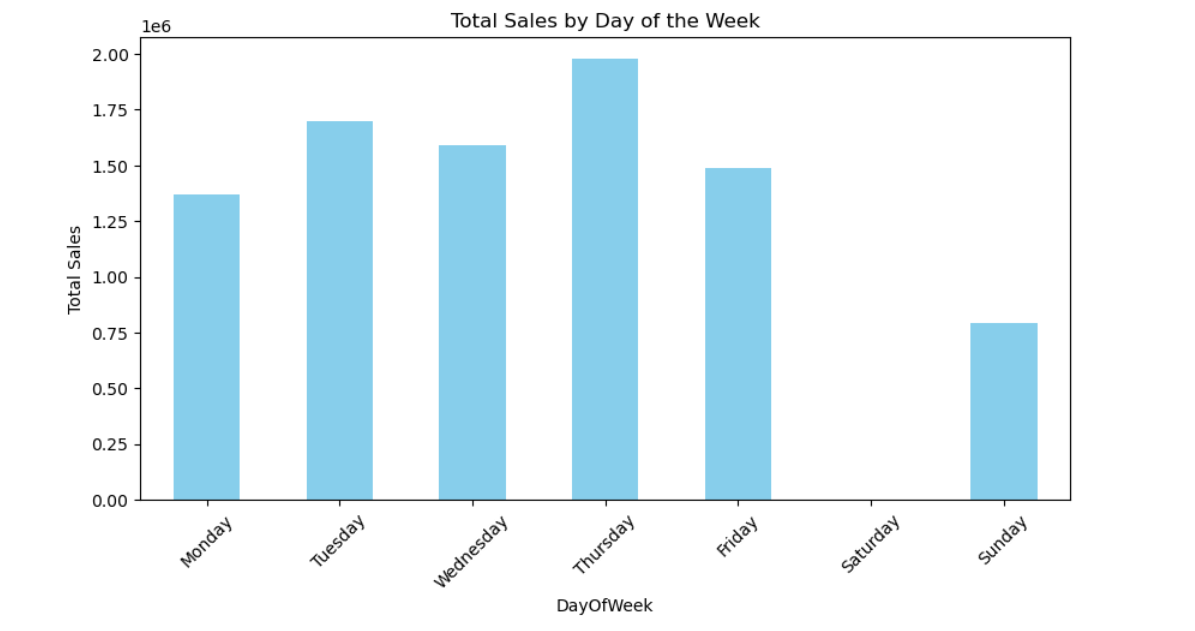 Total Sales by Day of the Week
1e6
2.00
1.75
1.50
1.25
1.00
0.75
0.50
0.25
0.00
Total Sales
Monday
Tuesday
Wednesday
Thursday
Friday
Saturday
Sunday
DayOfWeek